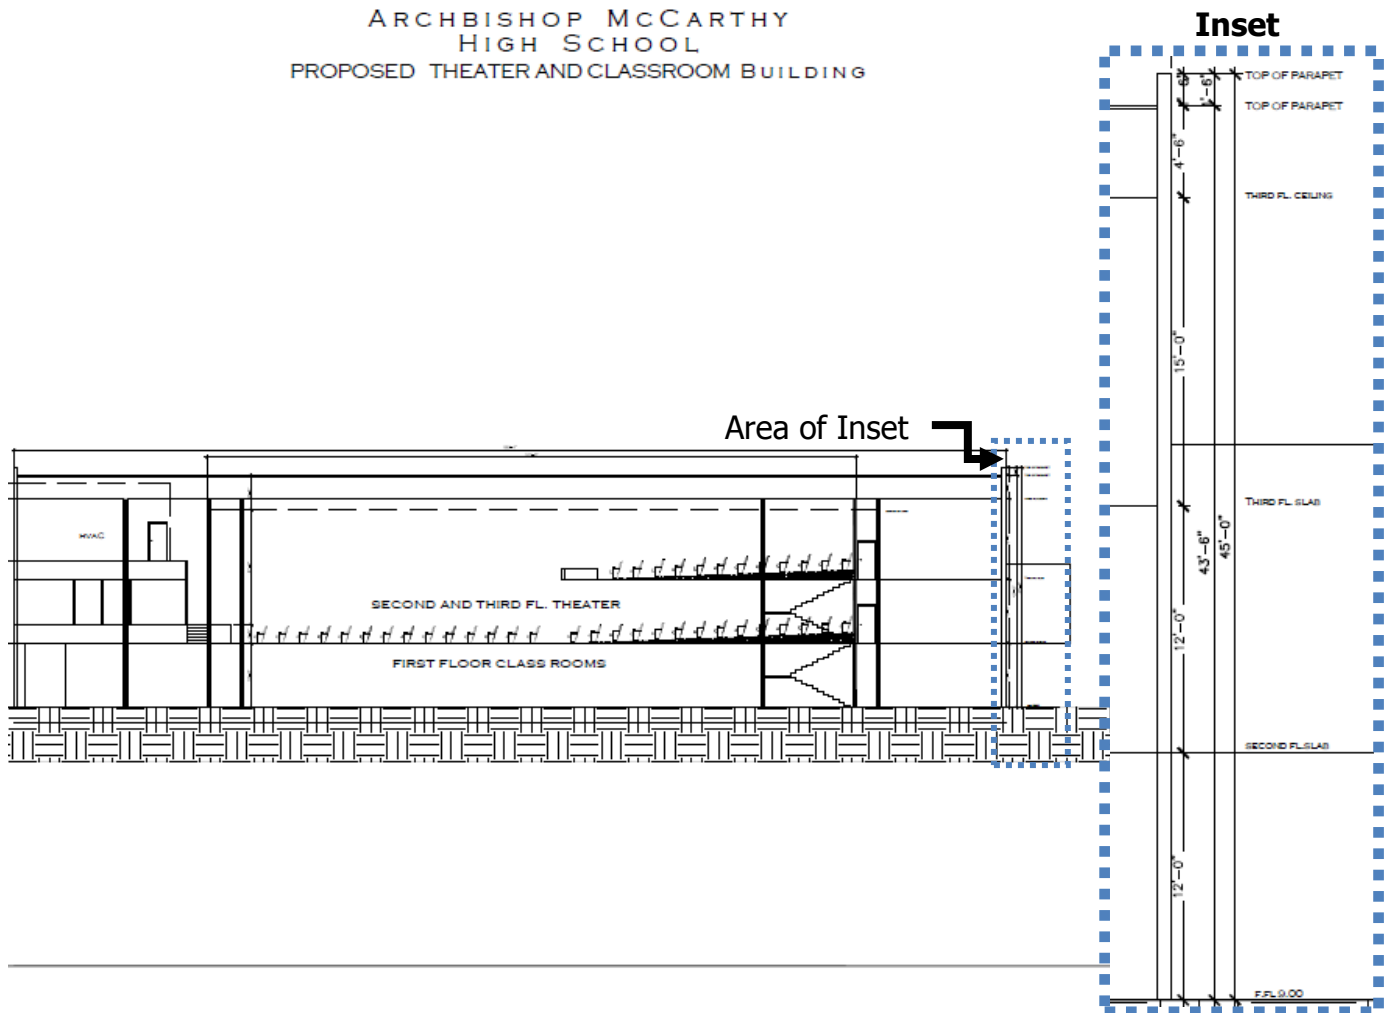 ARCHBISHOP MCCARTHY
HIGH SCHOOL
PROPOSED THEATER AND CLASSROOM BUILDING
Inset
TOP OF PARAPET
1'-6"
TOP OF PARAPET
4'-6"
THIRD FL. CEILING
15'-0"
Area of Inset
THIRD FL. SLAB
43'-6"
45'-0"
HVAC
SECOND AND THIRD FL. THEATER
12'-0"
FIRST FLOOR CLASS ROOMS
SECOND FL.SLAB
12'-0"
F.FL 9.00